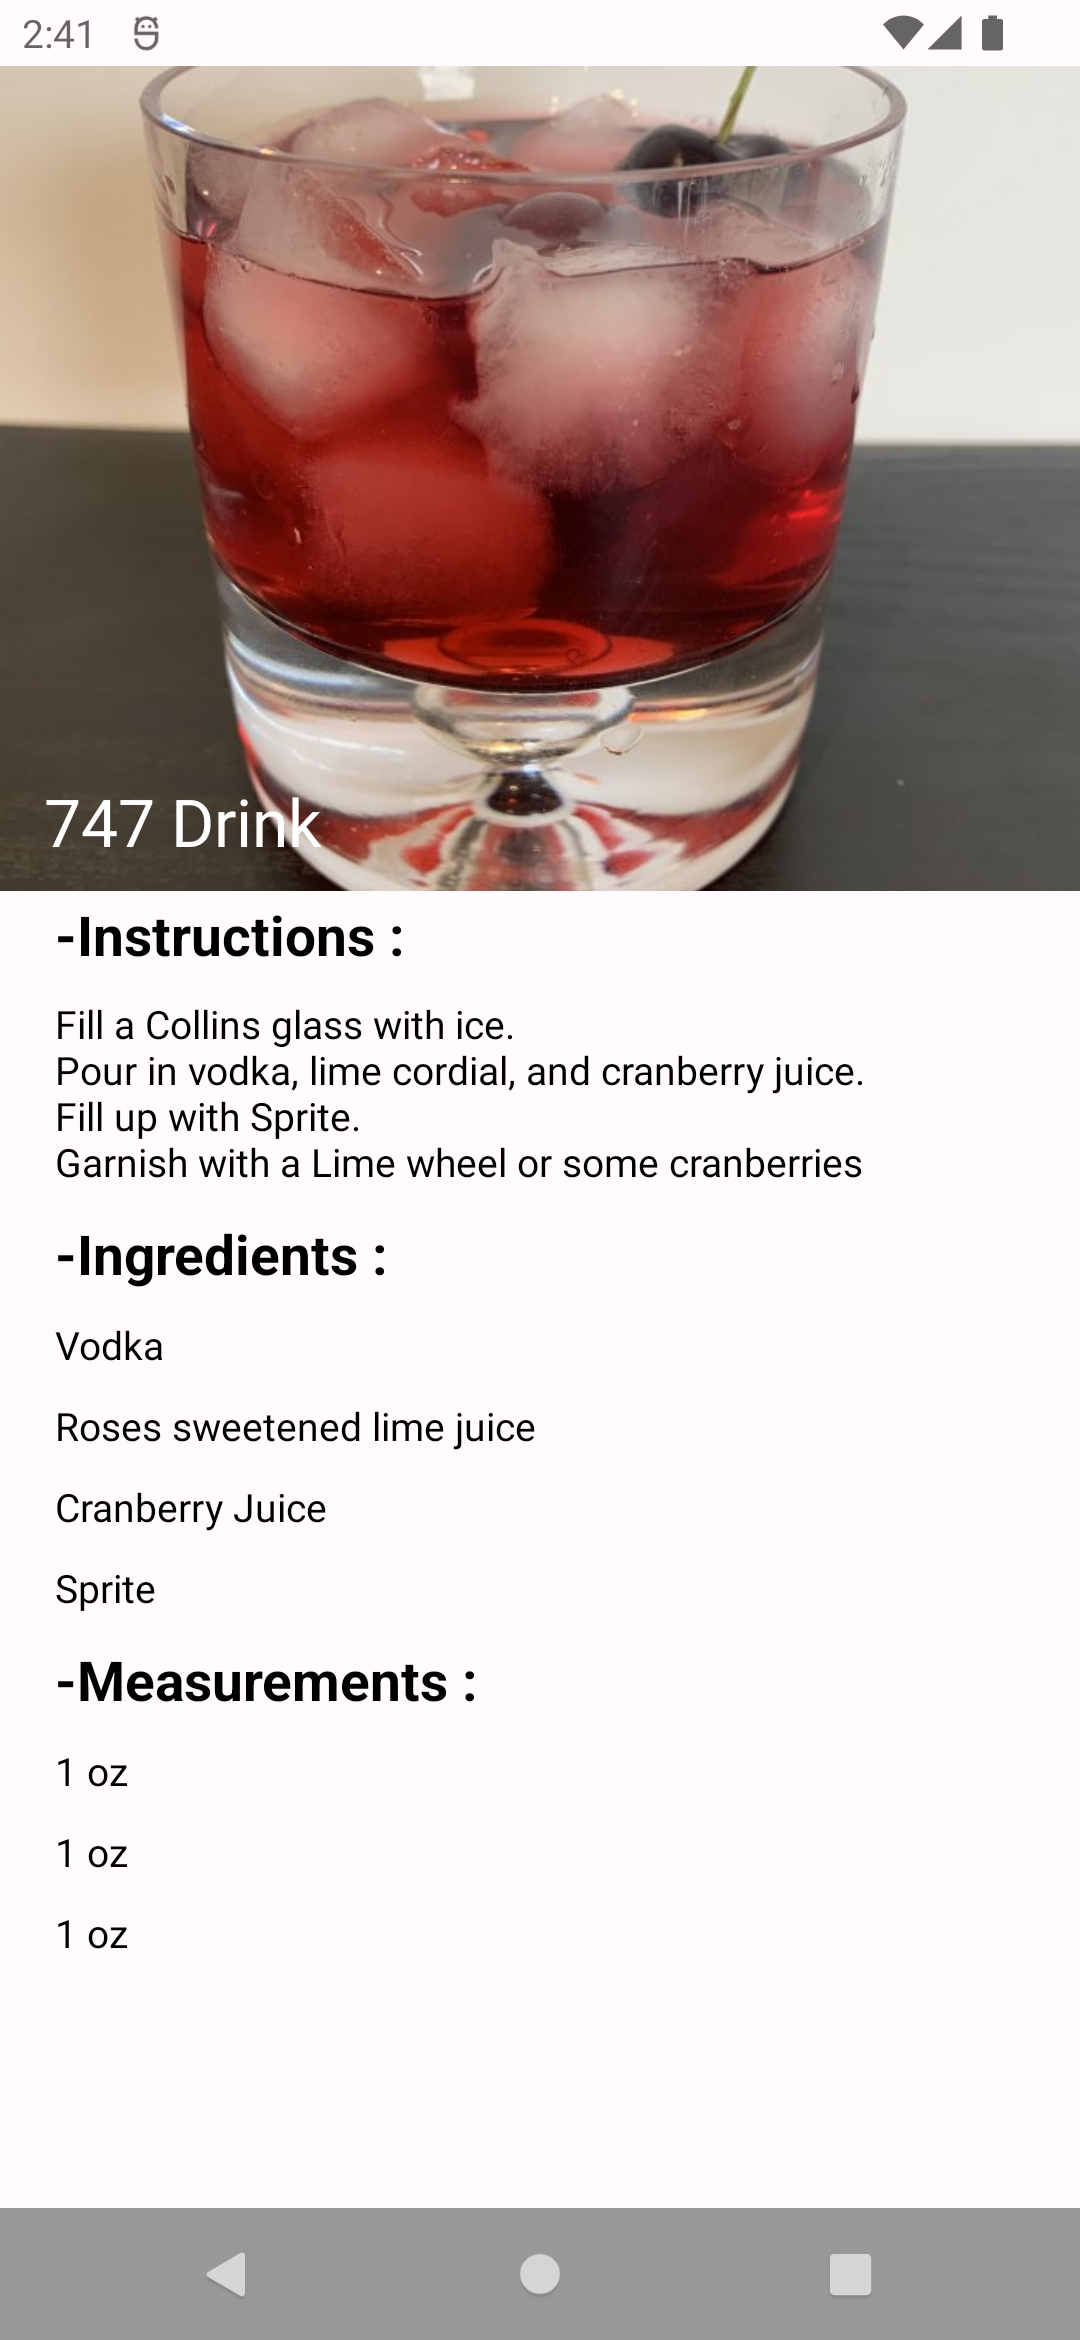 2:41
747 Drink
-Instructions :
Fill a Collins glass with ice.
Pour in vodka, lime cordial, and cranberry juice.
Fill up with Sprite.
Garnish with a Lime wheel or some cranberries
-Ingredients :
Vodka
Roses sweetened lime juice
Cranberry Juice
Sprite
-Measurements :
1 oz
1 oz
1 oz